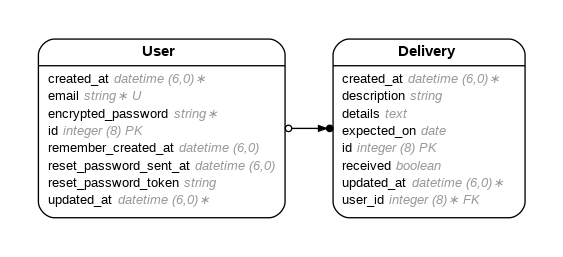 User
created_at datetime (6,0)∗
email string∗ U
encrypted_password string∗
id integer (8) PK
remember_created_at datetime (6,0)
reset_password_sent_at datetime (6,0)
reset_password_token string
updated_at datetime (6,0)∗
Delivery
created_at datetime (6,0)∗
description string
details text
expected_on date
id integer (8) PK
received boolean
updated_at datetime (6,0)∗
user_id integer (8)∗ FK